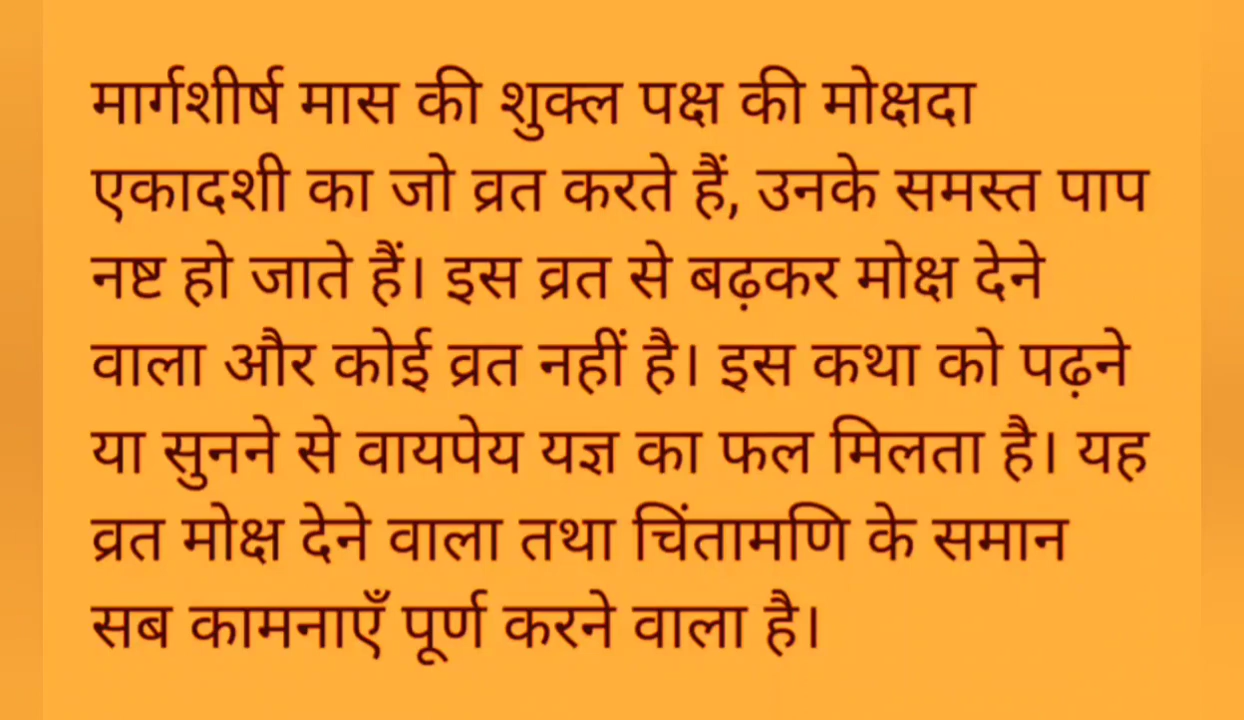 मार्गशीर्ष मास की शुक्ल पक्ष की मोक्षदा
एकादशी का जो व्रत करते हैं, उनके समस्त पाप
नष्ट हो जाते हैं। इस व्रत से बढ़कर मोक्ष देने
वाला और कोई व्रत नहीं है। इस कथा को पढ़ने
या सुनने से वायपेय यज्ञ का फल मिलता है। यह
व्रत मोक्ष देने वाला तथा चिंतामणि के समान
सब कामनाएँ पूर्ण करने वाला है।